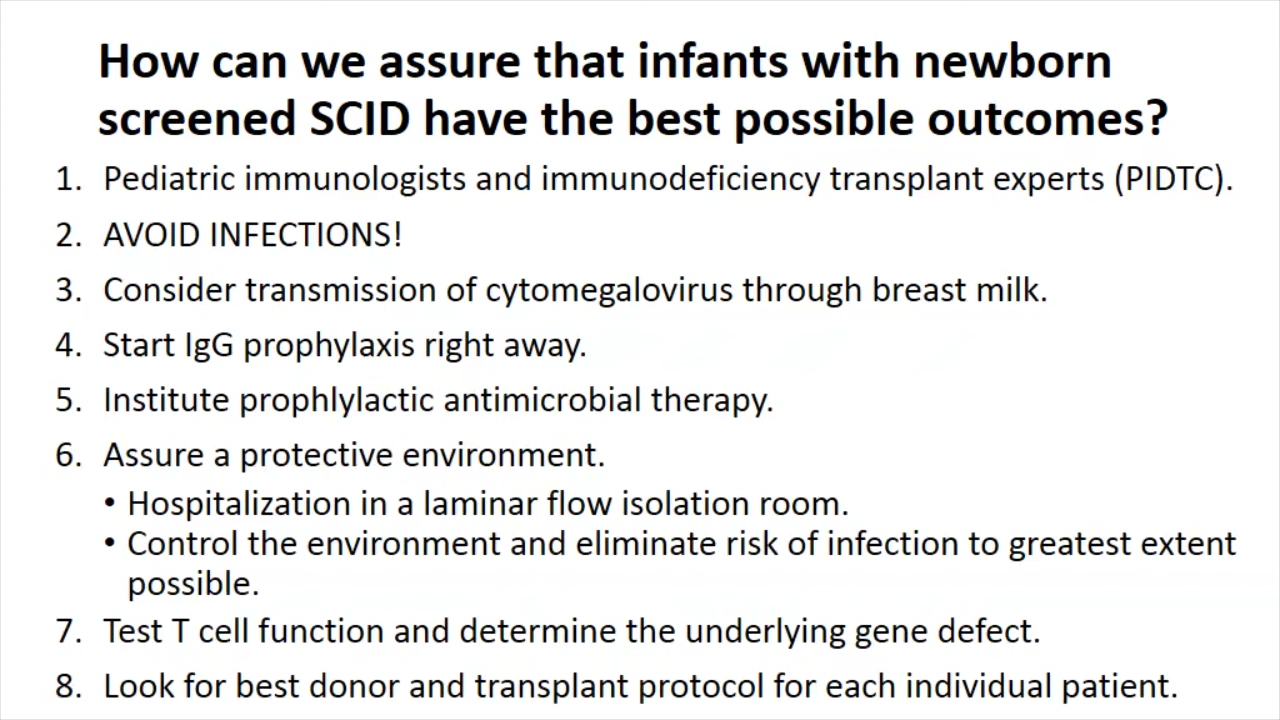 How can we assure that infants with newborn
screened SCID have the best possible outcomes?
1. Pediatric immunologists and immunodeficiency transplant experts (PIDTC).
2. AVOID INFECTIONS!
3. Consider transmission of cytomegalovirus through breast milk.
4. Start IgG prophylaxis right away.
5. Institute prophlylactic antimicrobial therapy.
6. Assure a protective environment.
• Hospitalization in a laminar flow isolation room.
• Control the environment and eliminate risk of infection to greatest extent
possible.
7. Test T cell function and determine the underlying gene defect.
8. Look for best donor and transplant protocol for each individual patient.